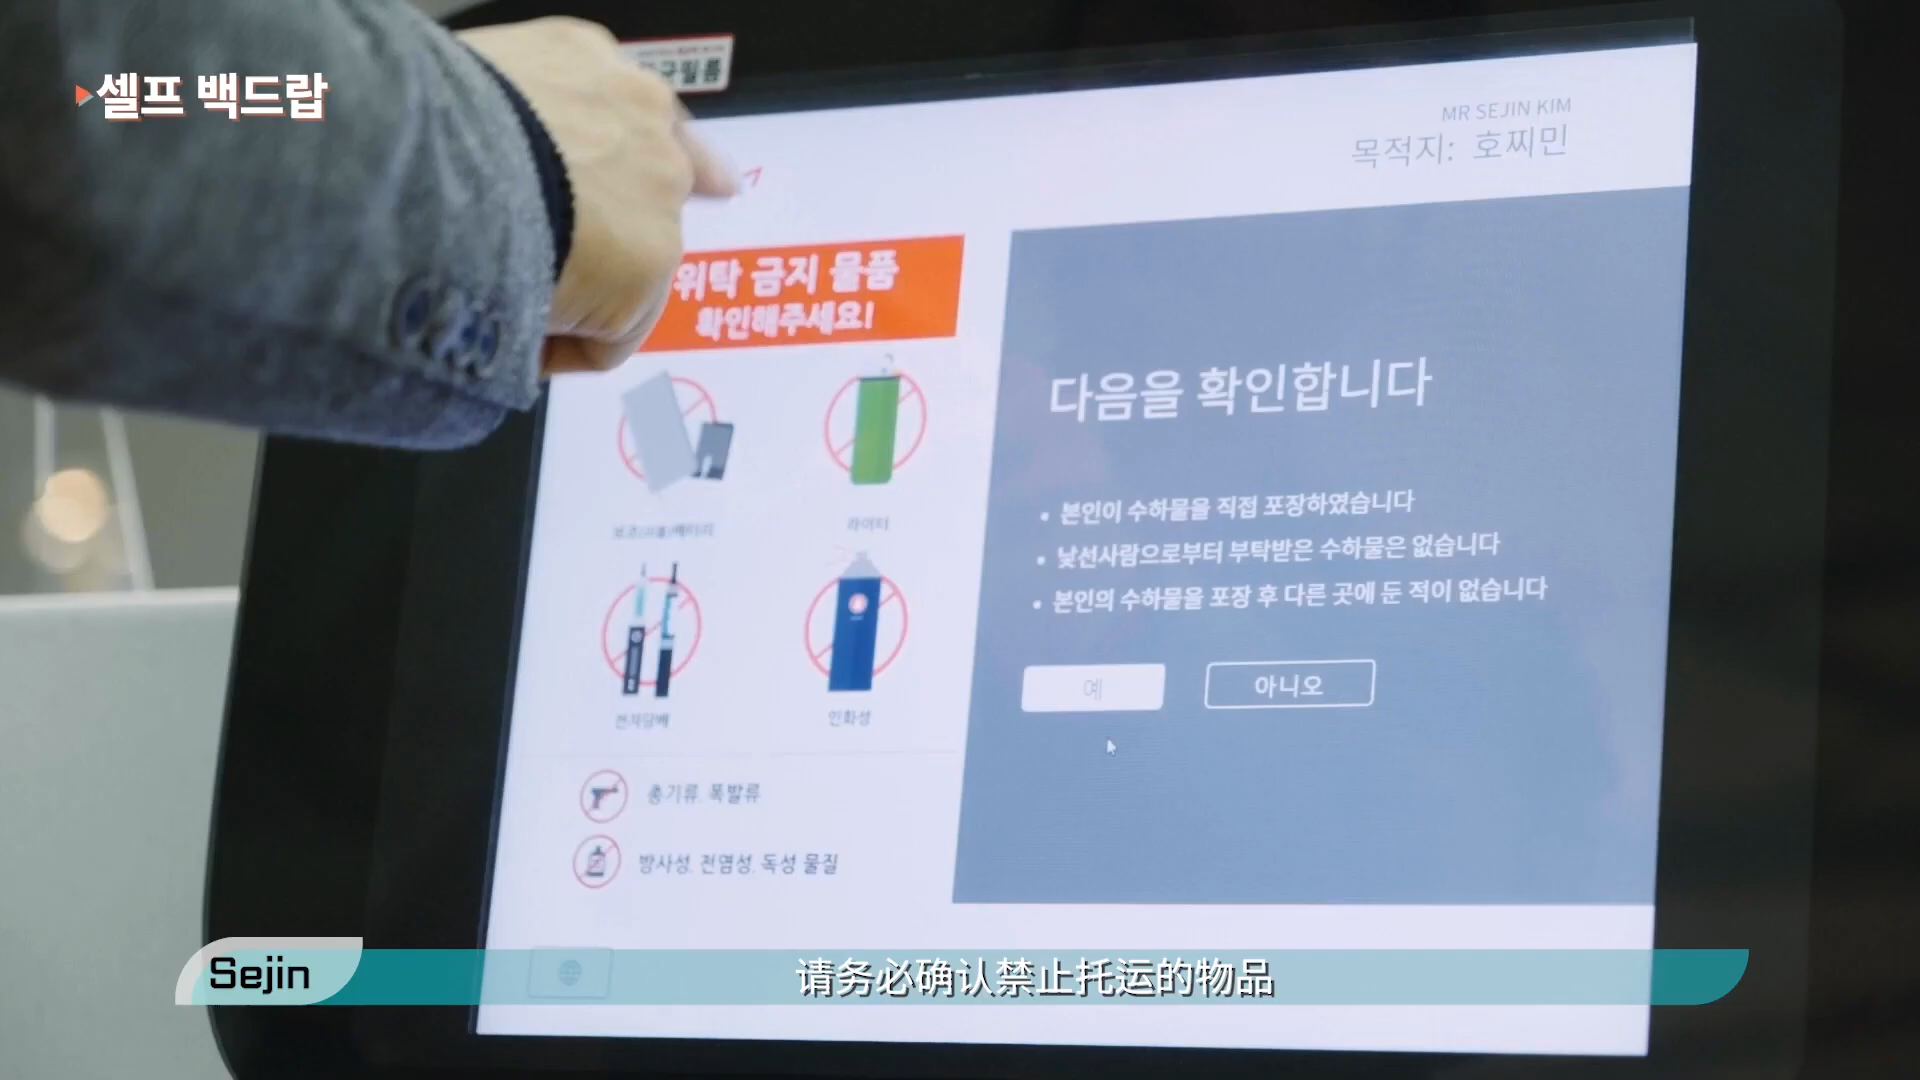 셀프 백드랍
MR SEJIN KIM
목적지: 호찌민
위탁 금지 물품
확인해주세요!
라이터
전자담배
인화성
총기류, 폭발류
방사성, 전염성, 독성 물질
다음을 확인합니다
• 본인이 수하물을 직접 포장하였습니다
• 낯선사람으로부터 부탁받은 수하물은 없습니다
• 본인의 수하물을 포장 후 다른 곳에 둔 적이 없습니다
예
아니오
Sejin
请务必确认禁止托运的物品